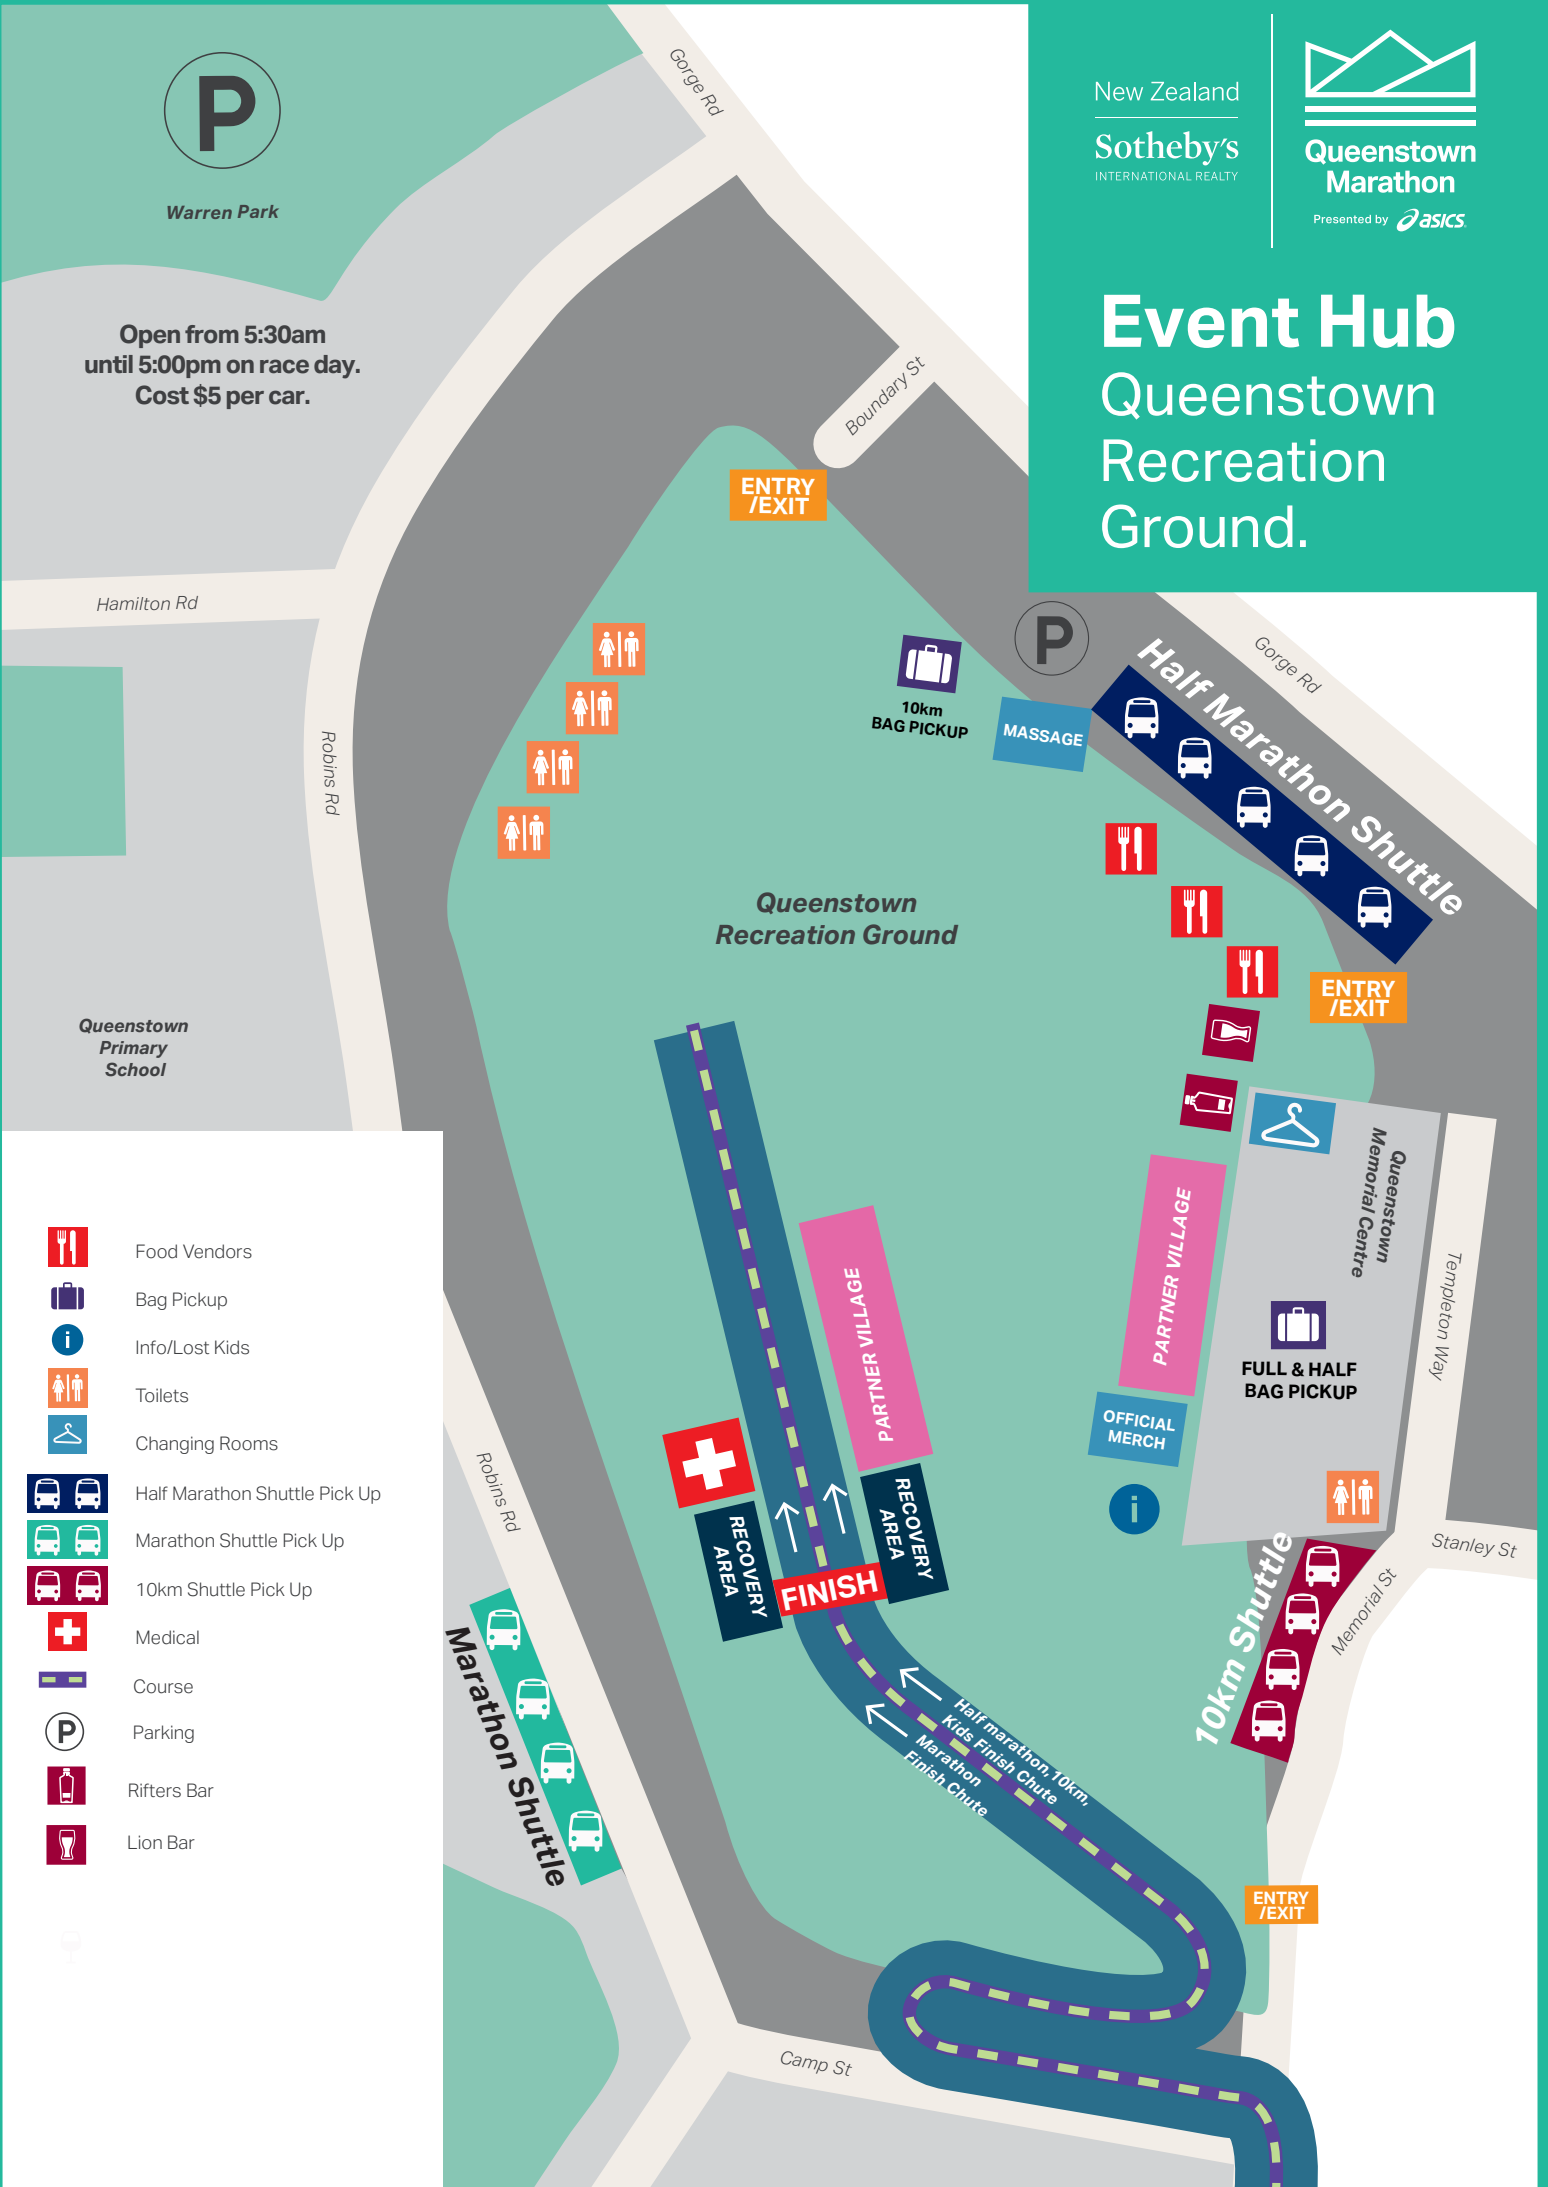 New Zealand
Sotheby's
INTERNATIONAL REALTY
Queenstown
Marathon
Presented by asics
Event Hub
Queenstown
Recreation
Ground.
P
Warren Park
Open from 5:30am
until 5:00pm on race day.
Cost $5 per car.
Gorge Rd
Boundary St
ENTRY
/EXIT
Hamilton Rd
Robins Rd
P
Gorge Rd
Half Marathon Shuttle
10km
BAG PICKUP
MASSAGE
Queenstown
Recreation Ground
ENTRY
/EXIT
Queenstown
Primary
School
Queenstown
Memorial Centre
PARTNER VILLAGE
PARTNER VILLAGE
Templeton Way
FULL & HALF
BAG PICKUP
OFFICIAL
MERCH
i
RECOVERY
AREA
RECOVERY
AREA
FINISH
Robins Rd
Stanley St
Memorial St
10km Shuttle
Marathon Shuttle
Half marathon, 10km,
Kids Finish Chute
Marathon
Finish Chute
ENTRY
/EXIT
Camp St
Food Vendors
Bag Pickup
i
Info/Lost Kids
Toilets
Changing Rooms
Half Marathon Shuttle Pick Up
Marathon Shuttle Pick Up
10km Shuttle Pick Up
Medical
Course
P
Parking
Rifters Bar
Lion Bar